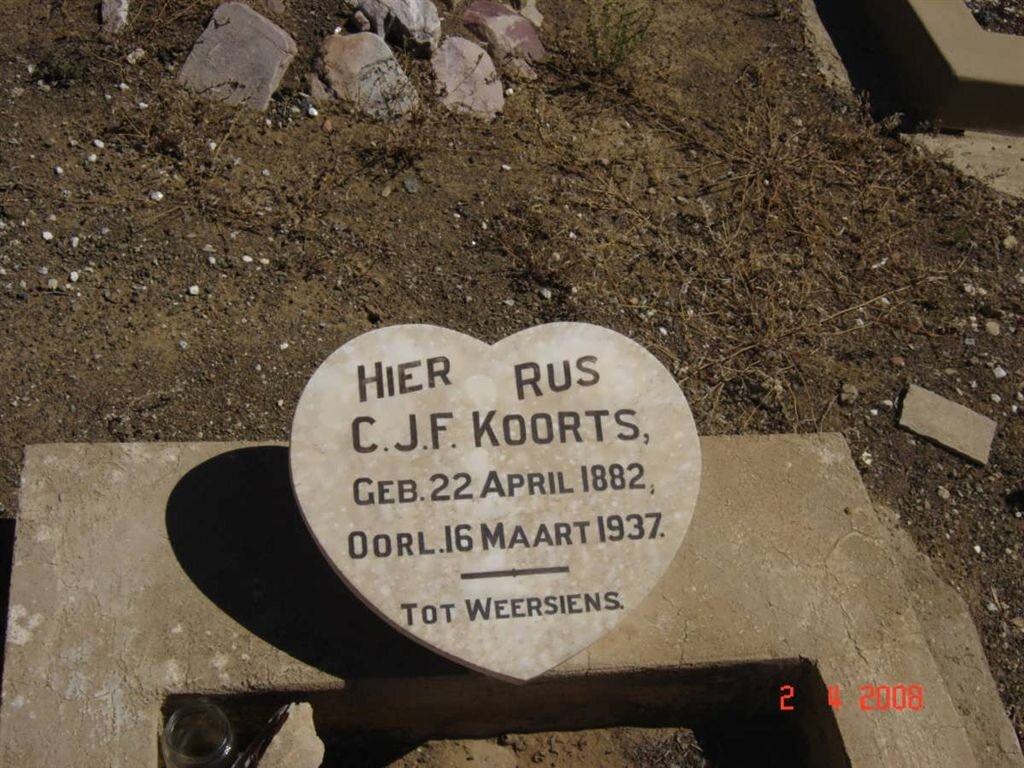 HIER RUS
C.J.F. KOORTS,
GEB. 22 APRIL 1882,
OORL. 16 MAART 1937.
TOT WEERSIENS.
2 4 2008